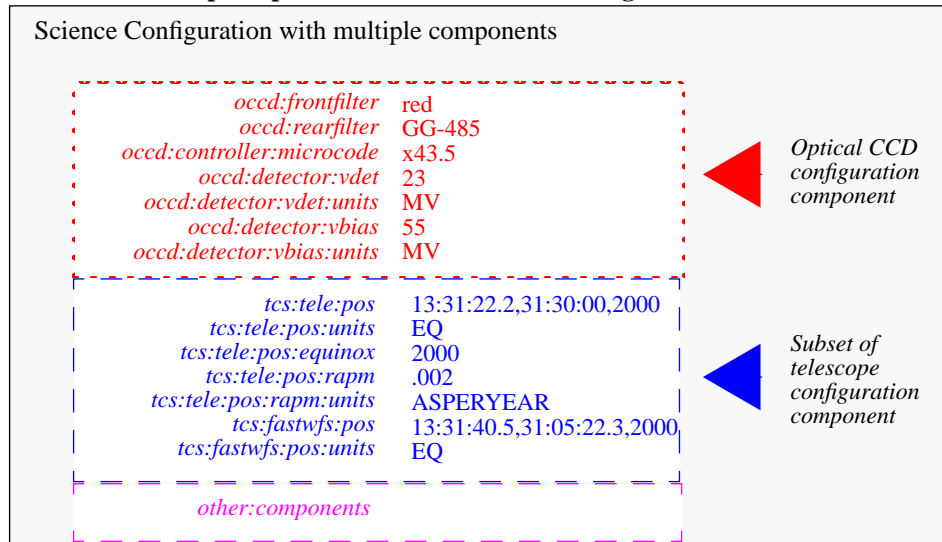 Science Configuration with multiple components
occd:frontfilter red
occd:rearfilter GG-485
occd:controller:microcode x43.5
occd:detector:vdet 23
occd:detector:vdet:units MV
occd:detector:vbias 55
occd:detector:vbias:units MV
Optical CCD
configuration
component
tcs:tele:pos 13:31:22.2,31:30:00,2000
tcs:tele:pos:units EQ
tcs:tele:pos:equinox 2000
tcs:tele:pos:rapm .002
tcs:tele:pos:rapm:units ASPERYEAR
tcs:fastwfs:pos 13:31:40.5,31:05:22.3,2000
tcs:fastwfs:pos:units EQ
Subset of
telescope
configuration
component
other:components